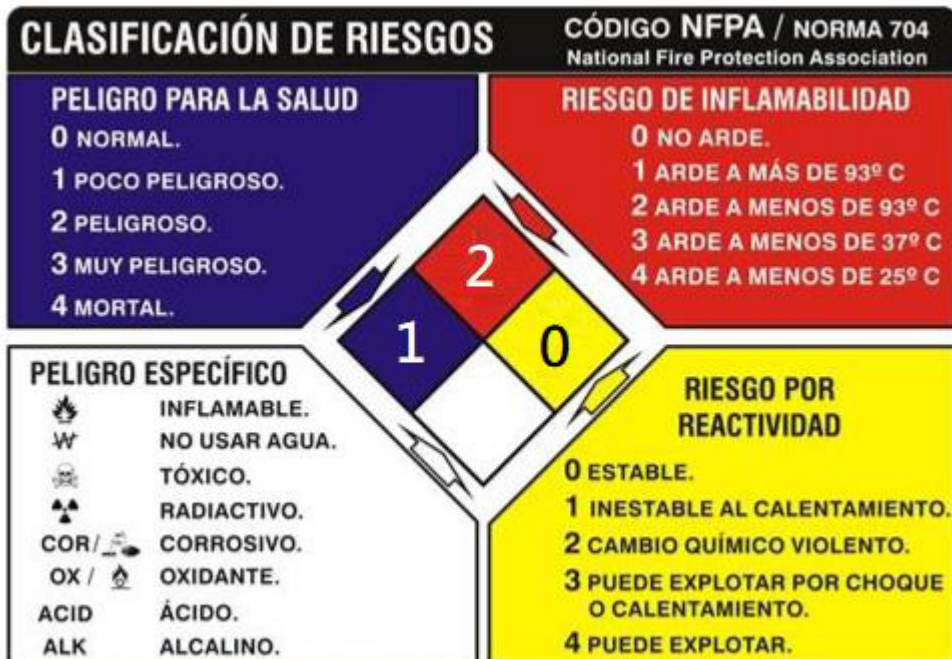 CLASIFICACIÓN DE RIESGOS
CÓDIGO NFPA / NORMA 704
National Fire Protection Association
PELIGRO PARA LA SALUD
0 NORMAL.
1 POCO PELIGROSO.
2 PELIGROSO.
3 MUY PELIGROSO.
4 MORTAL.
RIESGO DE INFLAMABILIDAD
0 NO ARDE.
1 ARDE A MÁS DE 93º C
2 ARDE A MENOS DE 93º C
3 ARDE A MENOS DE 37º C
4 ARDE A MENOS DE 25º C
2
1
0
PELIGRO ESPECÍFICO
INFLAMABLE.
W NO USAR AGUA.
TÓXICO.
RADIACTIVO.
COR/ CORROSIVO.
OX / OXIDANTE.
ACID ÁCIDO.
ALK ALCALINO.
RIESGO POR
REACTIVIDAD
0 ESTABLE.
1 INESTABLE AL CALENTAMIENTO.
2 CAMBIO QUÍMICO VIOLENTO.
3 PUEDE EXPLOTAR POR CHOQUE
O CALENTAMIENTO.
4 PUEDE EXPLOTAR.